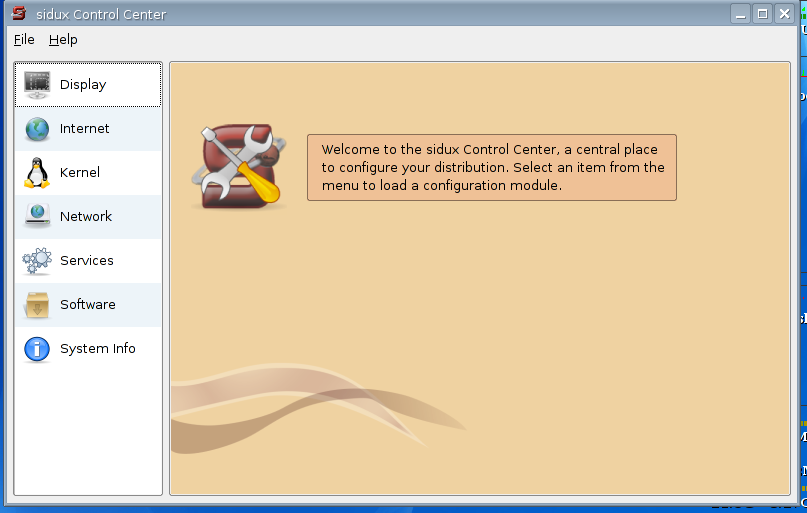 sidux Control Center
File Help
Display
Internet
Kernel
Network
Services
Software
System Info
Welcome to the sidux Control Center, a central place
to configure your distribution. Select an item from the
menu to load a configuration module.